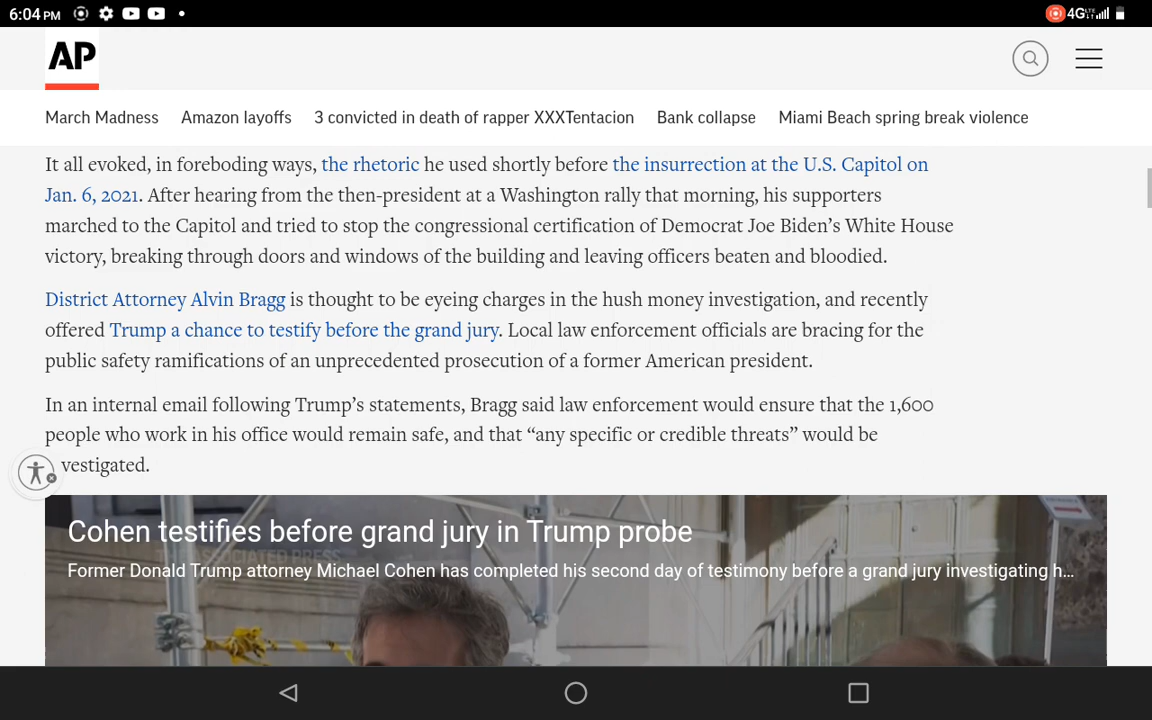 6:04 PM
4G LTE
AP
March Madness Amazon layoffs 3 convicted in death of rapper XXXTentacion Bank collapse Miami Beach spring break violence
It all evoked, in foreboding ways, the rhetoric he used shortly before the insurrection at the U.S. Capitol on
Jan. 6, 2021. After hearing from the then-president at a Washington rally that morning, his supporters
marched to the Capitol and tried to stop the congressional certification of Democrat Joe Biden’s White House
victory, breaking through doors and windows of the building and leaving officers beaten and bloodied.
District Attorney Alvin Bragg is thought to be eyeing charges in the hush money investigation, and recently
offered Trump a chance to testify before the grand jury. Local law enforcement officials are bracing for the
public safety ramifications of an unprecedented prosecution of a former American president.
In an internal email following Trump’s statements, Bragg said law enforcement would ensure that the 1,600
people who work in his office would remain safe, and that “any specific or credible threats” would be
vestigated.
Cohen testifies before grand jury in Trump probe
THE ASSOCIATED PRESS
Former Donald Trump attorney Michael Cohen has completed his second day of testimony before a grand jury investigating h...